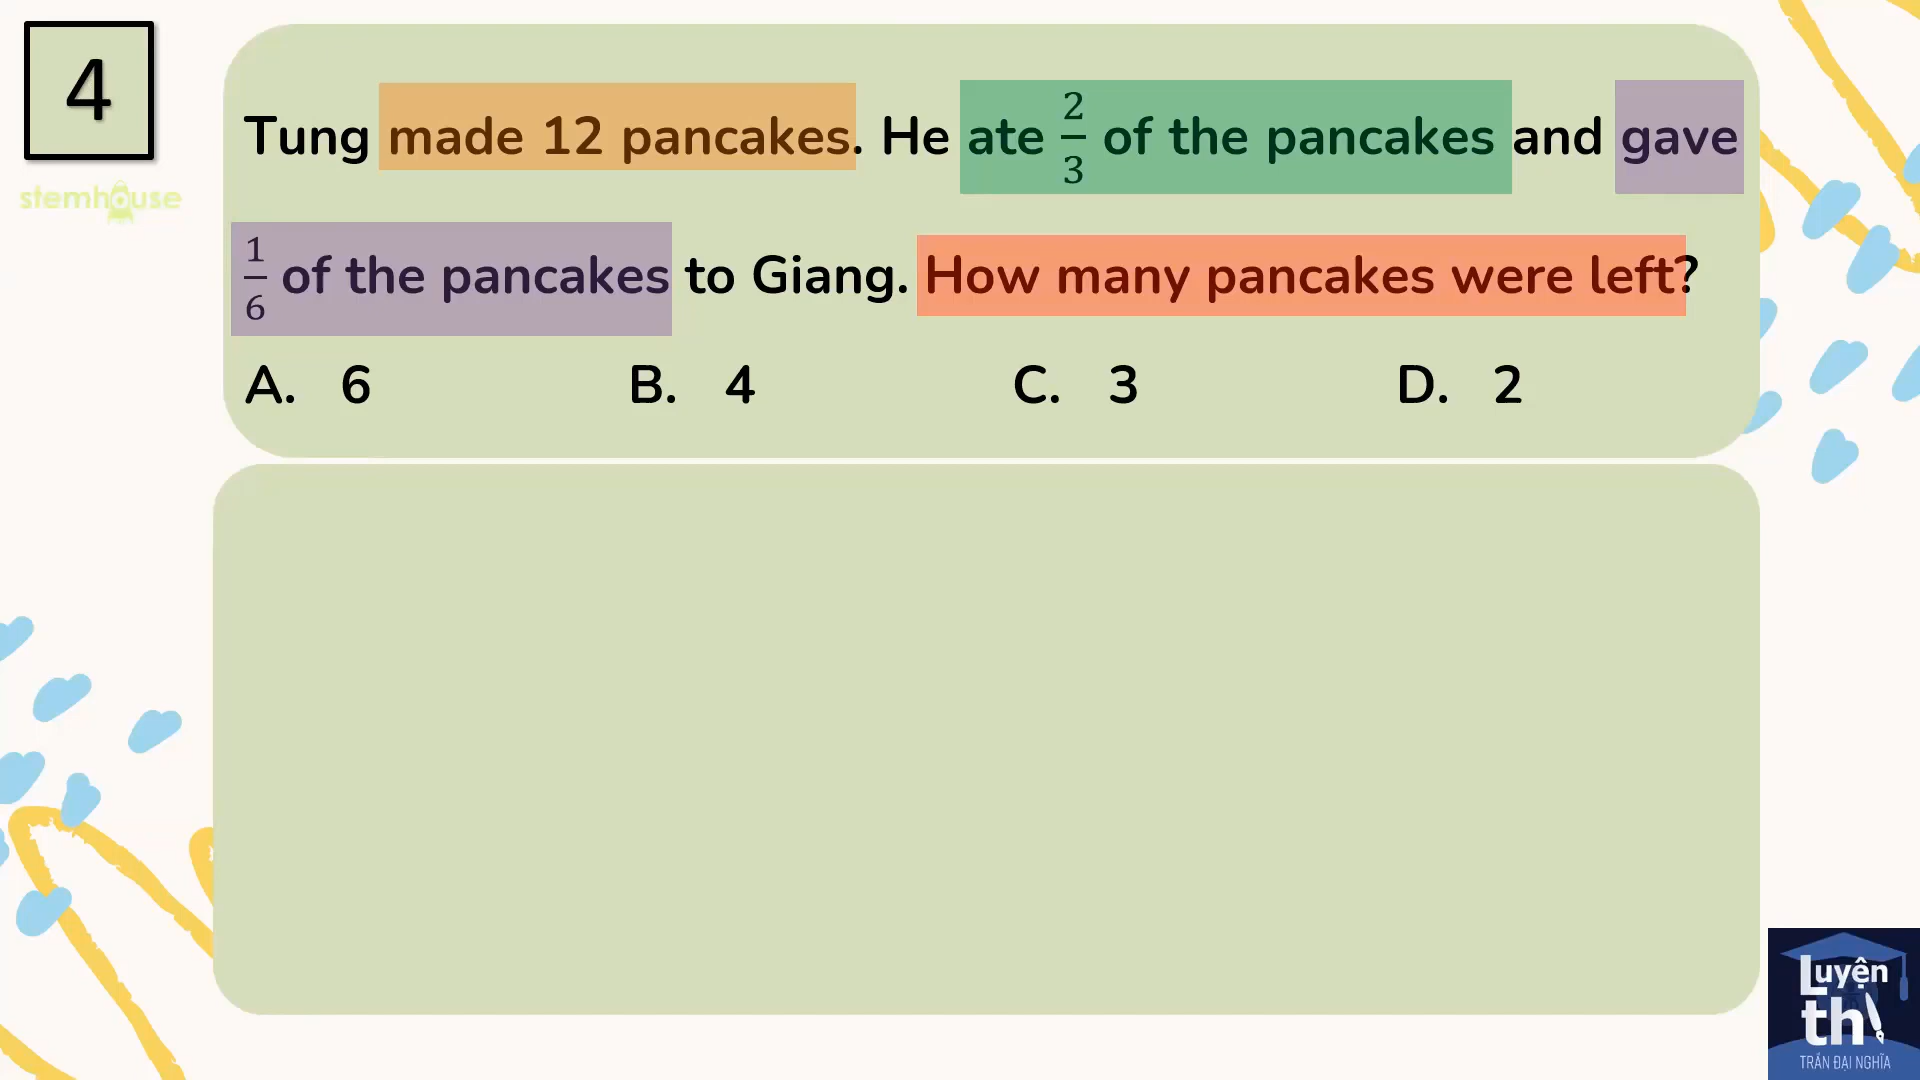 4
stemhouse
Tung made 12 pancakes. He ate 2/3 of the pancakes and gave
1/6 of the pancakes to Giang. How many pancakes were left?
A. 6 B. 4 C. 3 D. 2
Luyện
thi
TRẦN ĐẠI NGHĨA